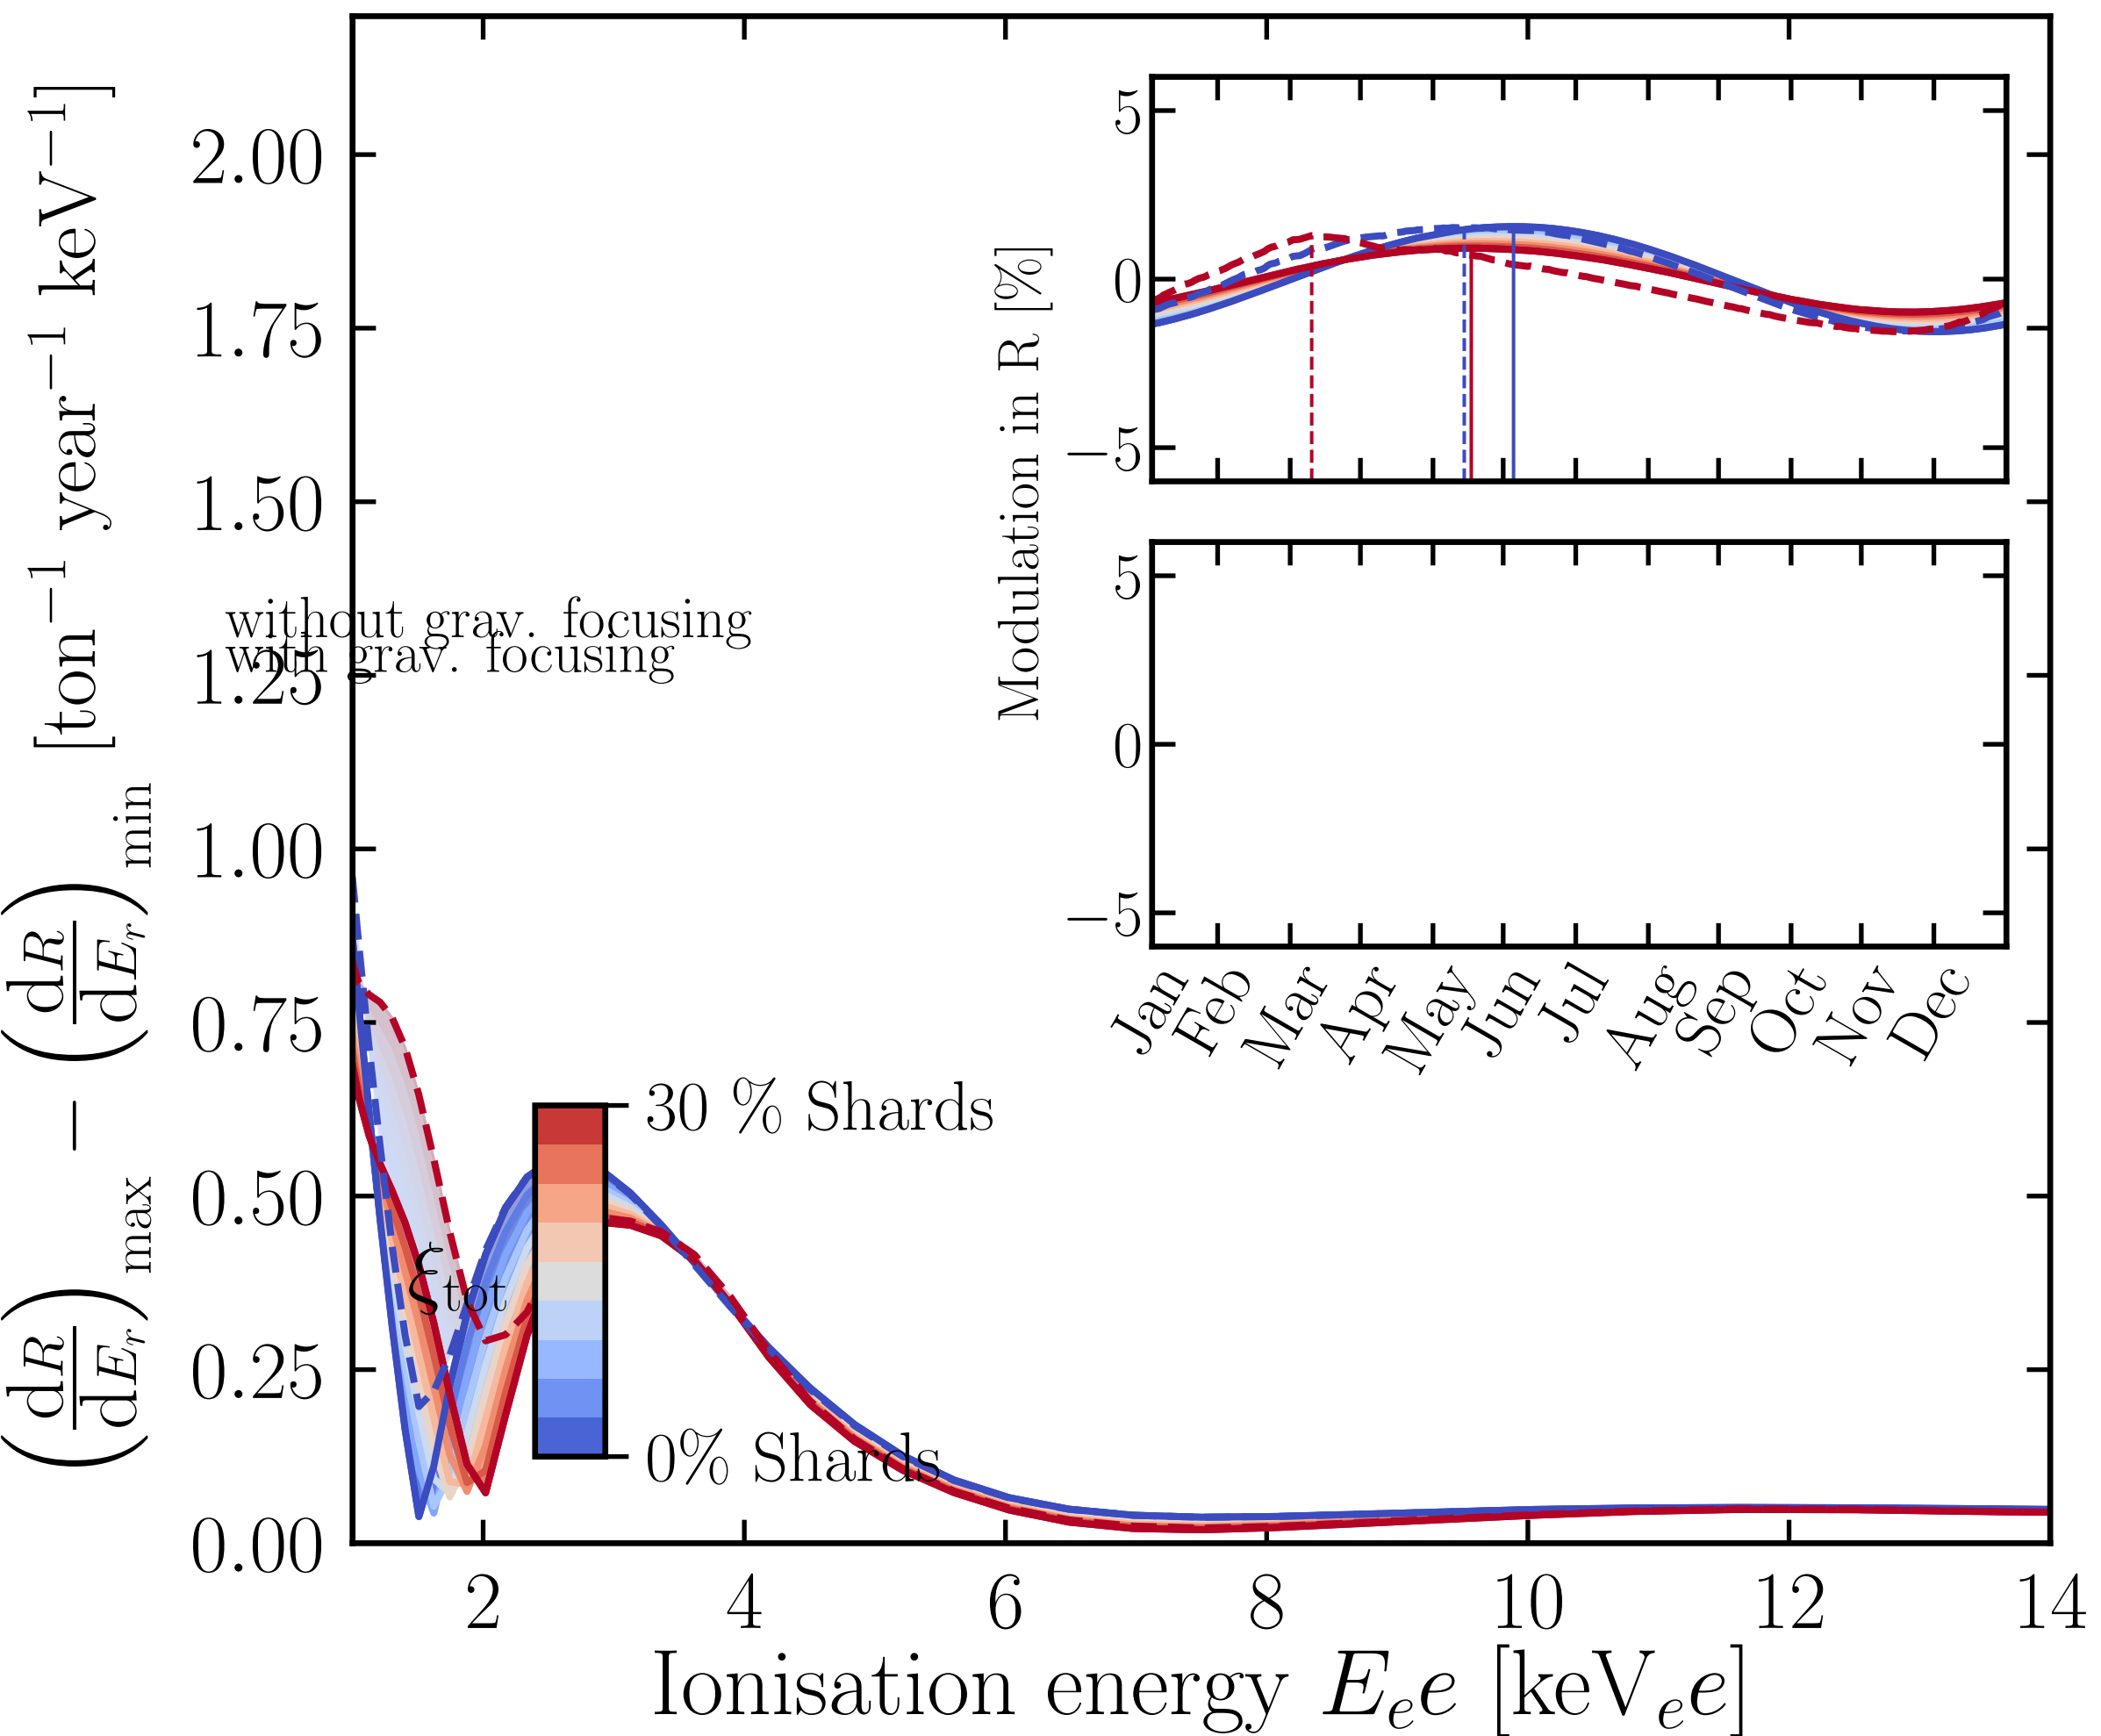 (dR/dE_r)_max − (dR/dE_r)_min [ton⁻¹ year⁻¹ keV⁻¹]
2.00
1.75
1.50
1.25
1.00
0.75
0.50
0.25
0.00
without grav. focusing
with grav. focusing
Modulation in R [%]
5
0
−5
5
0
−5
Jan
Feb
Mar
Apr
May
Jun
Jul
Aug
Sep
Oct
Nov
Dec
30 % Shards
ξ_tot
0% Shards
2
4
6
8
10
12
14
Ionisation energy E_ee [keV_ee]